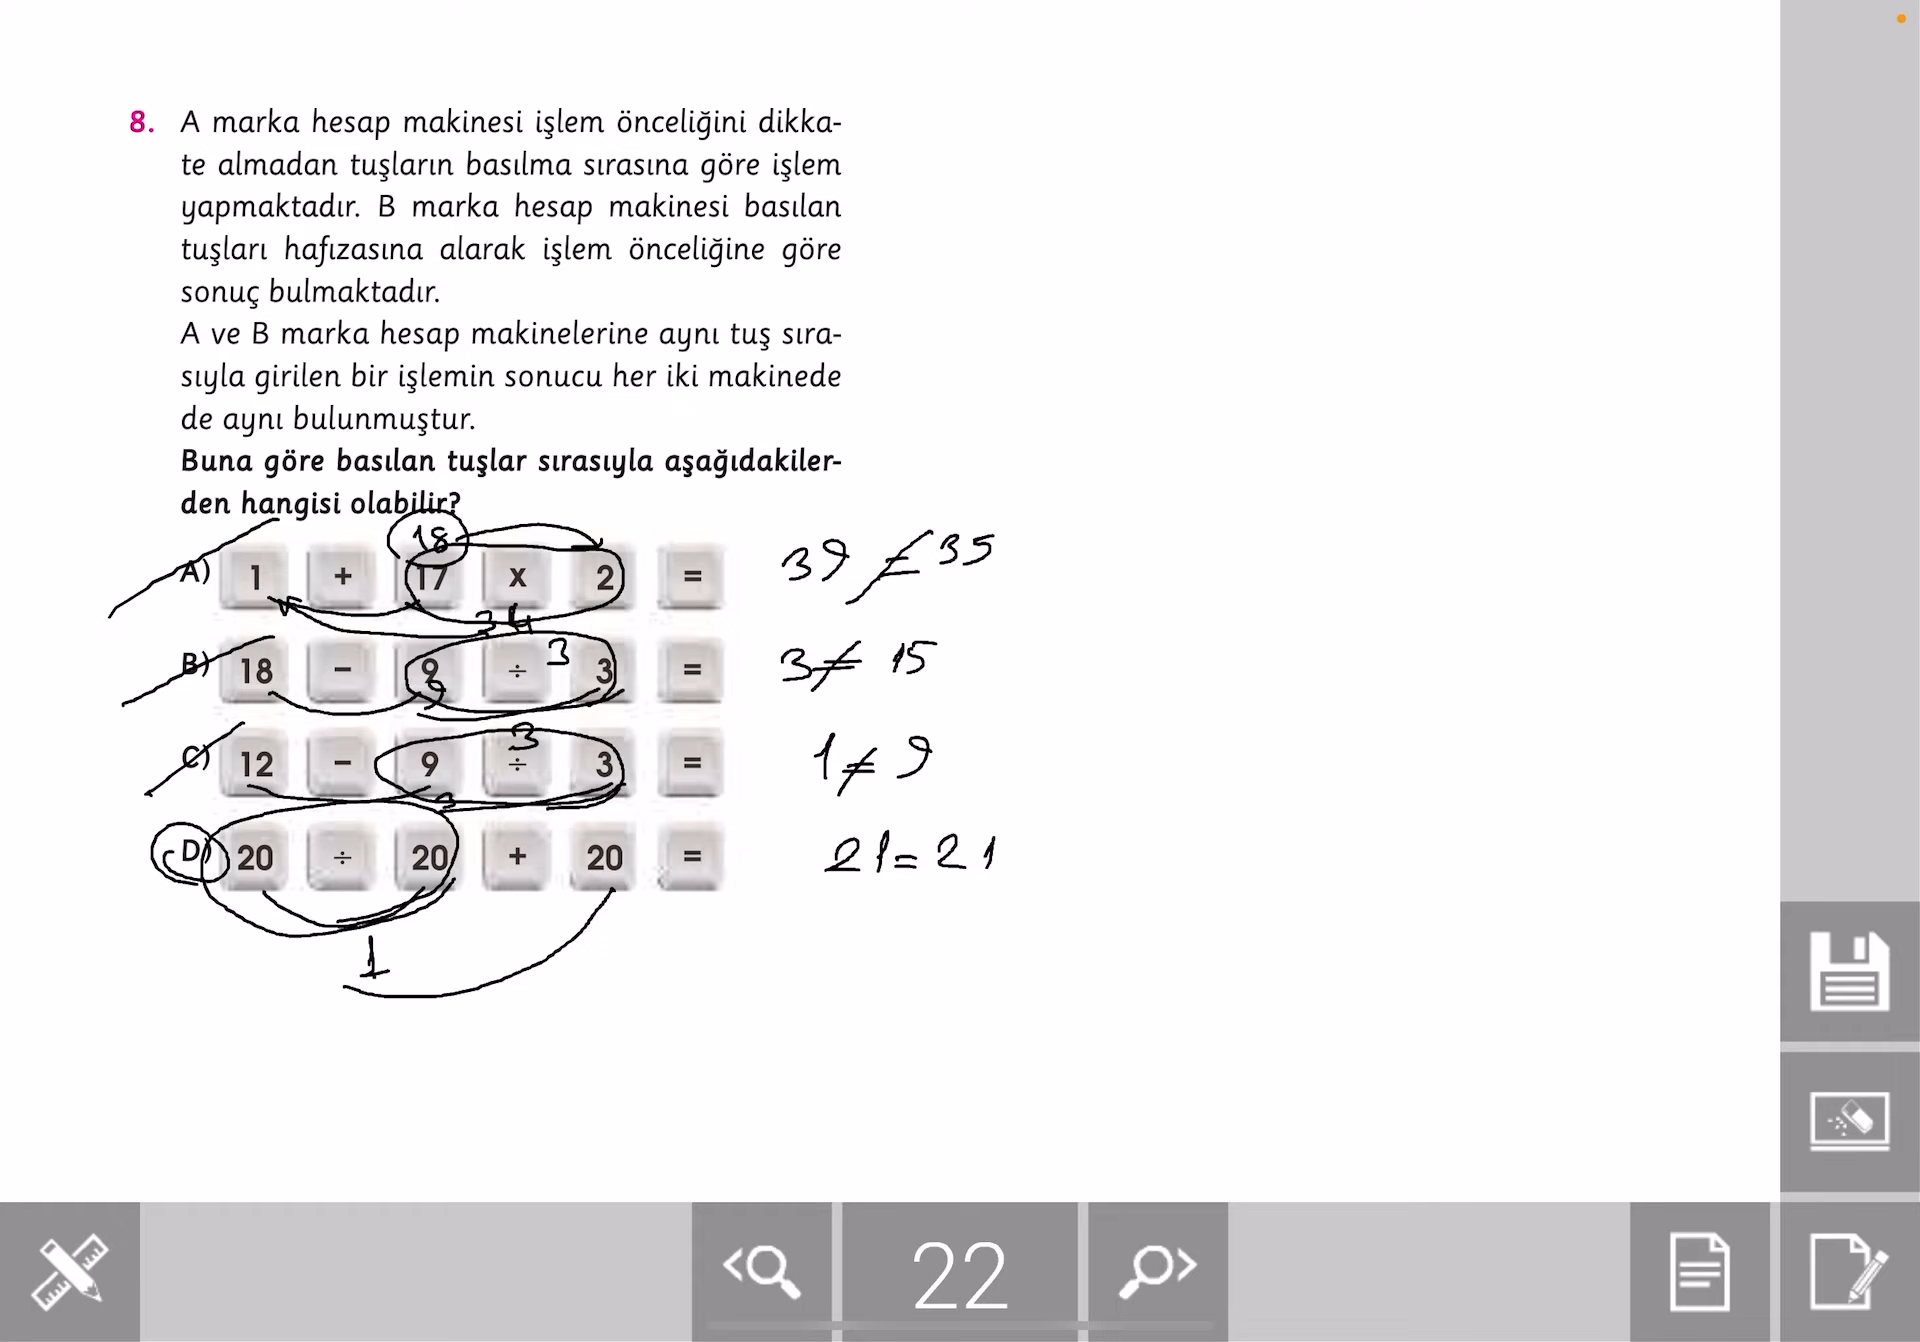 8. A marka hesap makinesi işlem önceliğini dikka-
te almadan tuşların basılma sırasına göre işlem
yapmaktadır. B marka hesap makinesi basılan
tuşları hafızasına alarak işlem önceliğine göre
sonuç bulmaktadır.
A ve B marka hesap makinelerine aynı tuş sıra-
sıyla girilen bir işlemin sonucu her iki makinede
de aynı bulunmuştur.
Buna göre basılan tuşlar sırasıyla aşağıdakiler-
den hangisi olabilir?
18
A) 1 + 17 x 2 = 39 ≠ 35
34
B) 18 - 9 ÷ 3 = 3 ≠ 15
9 3
C) 12 - 9 ÷ 3 = 1 ≠ 9
3
3
D) 20 ÷ 20 + 20 = 21 = 21
1
22